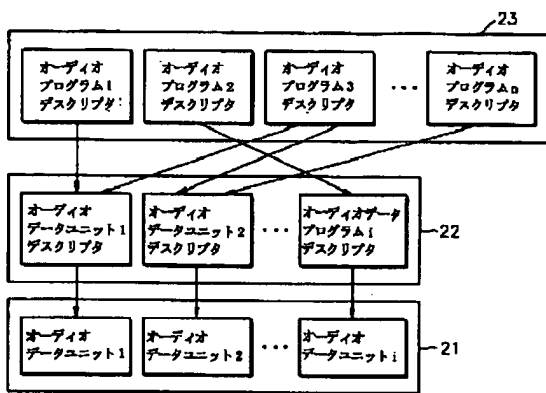 23
オーディオ
プログラム1
デスクリプタ
オーディオ
プログラム2
デスクリプタ
オーディオ
プログラム3
デスクリプタ
...
オーディオ
プログラムn
デスクリプタ
オーディオ
データユニット1
デスクリプタ
オーディオ
データユニット2
デスクリプタ
...
オーディオデータ
プログラムi
デスクリプタ
22
オーディオ
データユニット1
オーディオ
データユニット2
...
オーディオ
データユニットi
21